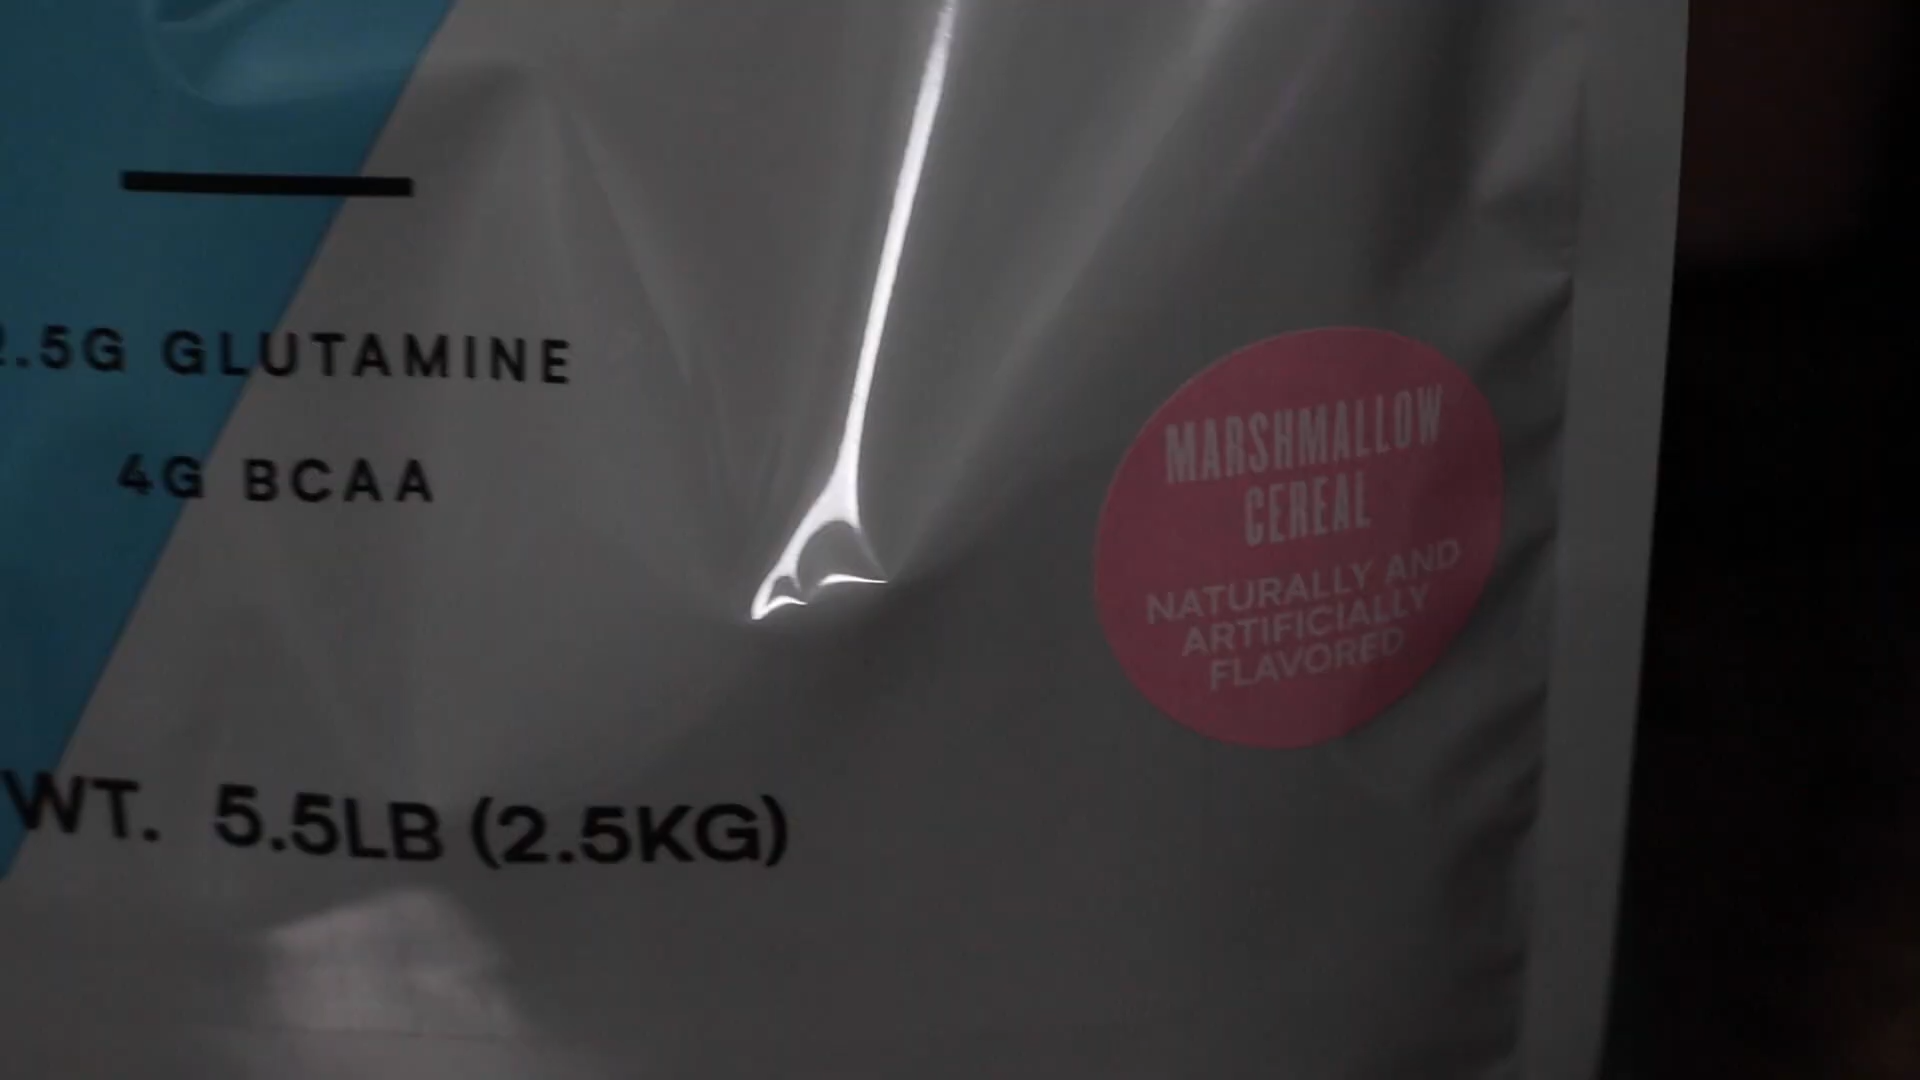 .5G GLUTAMINE
4G BCAA
WT. 5.5LB (2.5KG)
MARSHMALLOW
CEREAL
NATURALLY AND
ARTIFICIALLY
FLAVORED